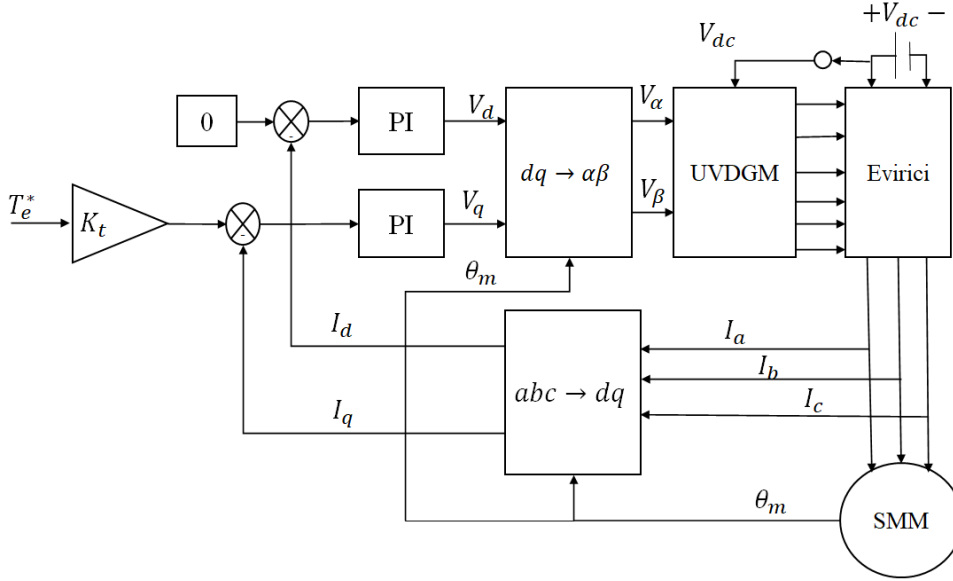 +V_dc −
V_dc
0
PI
V_d
dq → αβ
V_α
V_β
UVDGM
Evirici
T_e^*
K_t
PI
V_q
θ_m
I_d
I_q
abc → dq
I_a
I_b
I_c
θ_m
SMM
-
-